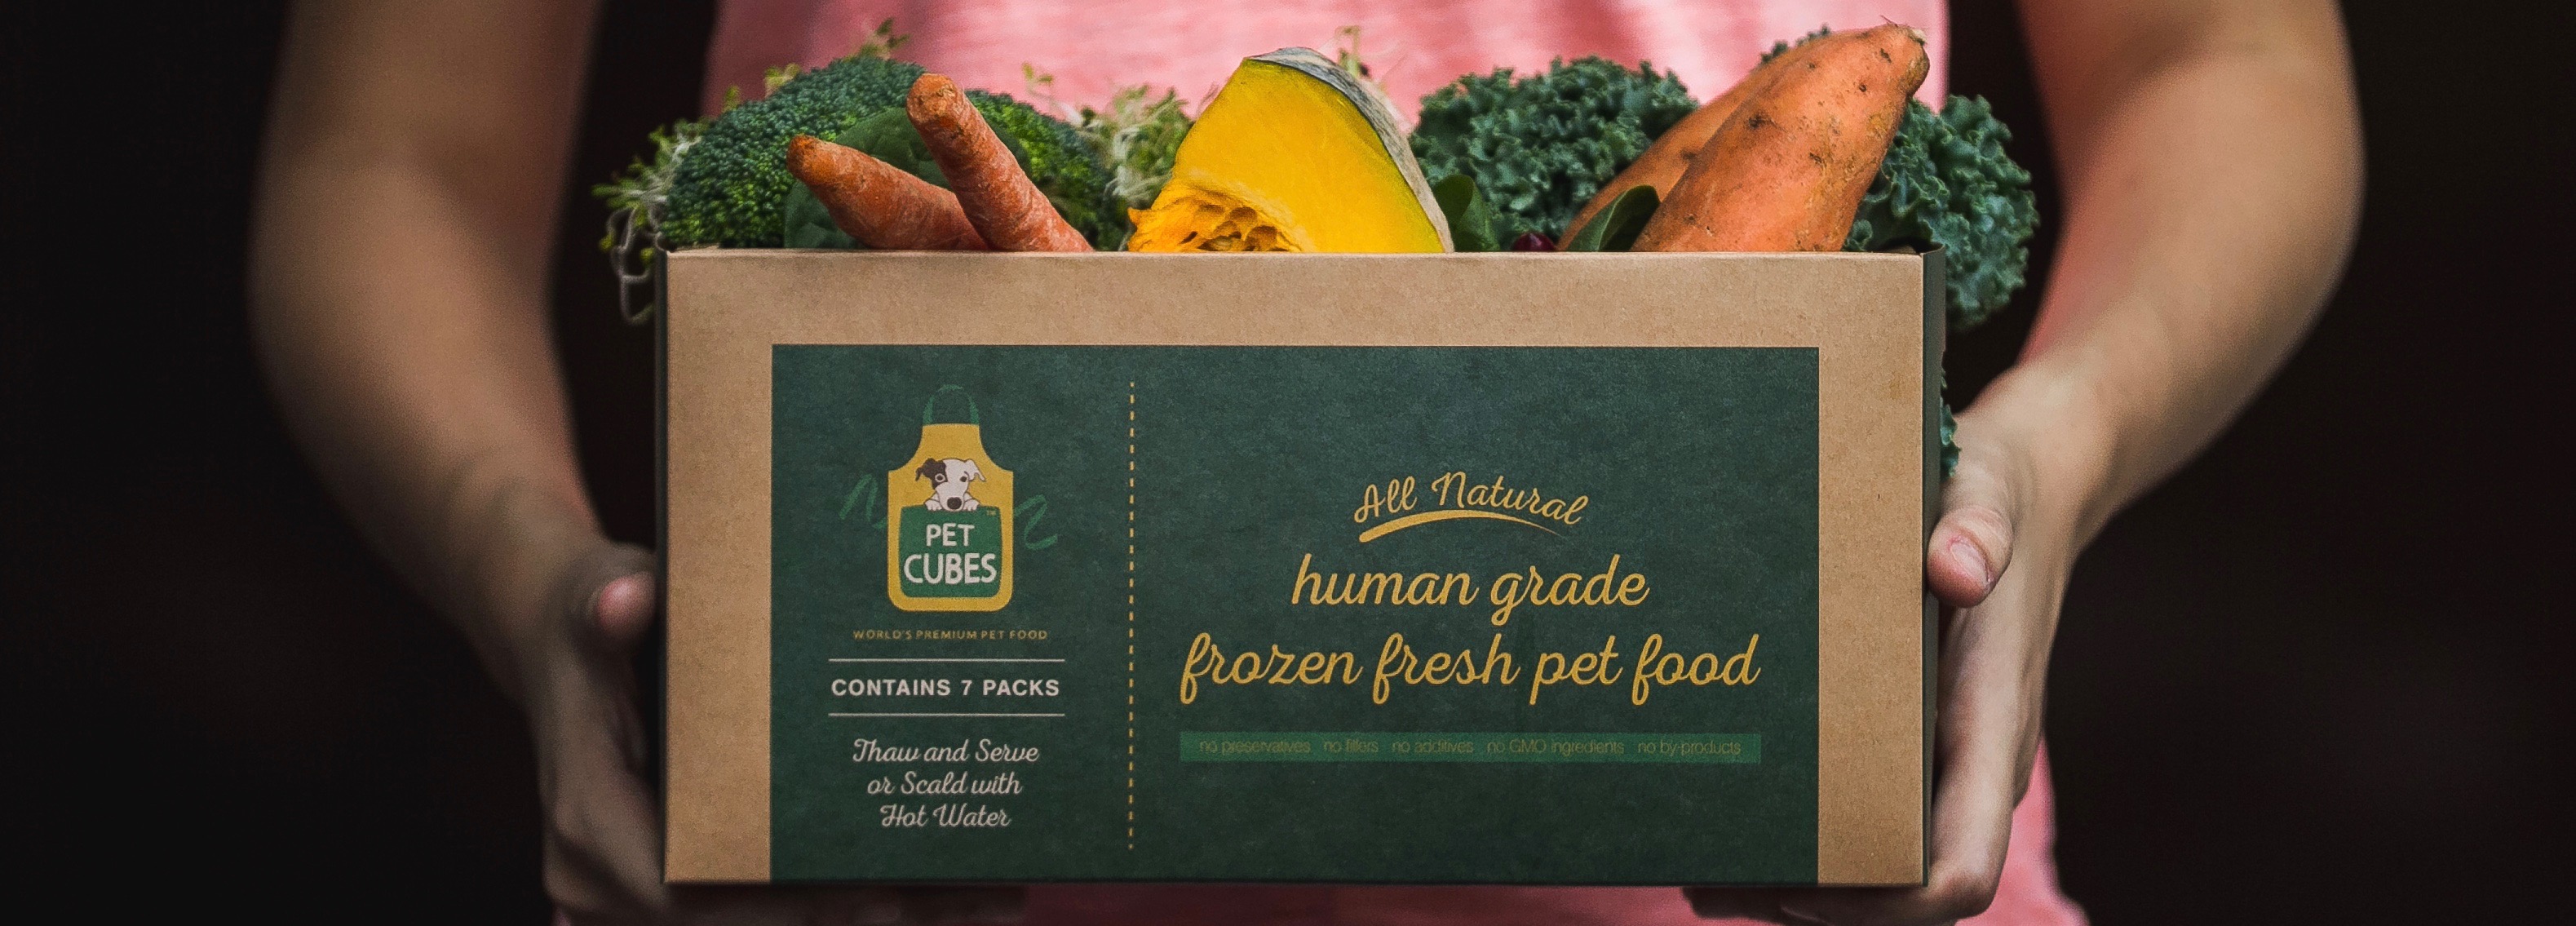 PET
CUBES
TM
WORLD'S PREMIUM PET FOOD
CONTAINS 7 PACKS
Thaw and Serve
or Scald with
Hot Water
All Natural
human grade
frozen fresh pet food
no preservatives no fillers no additives no GMO ingredients no by-products